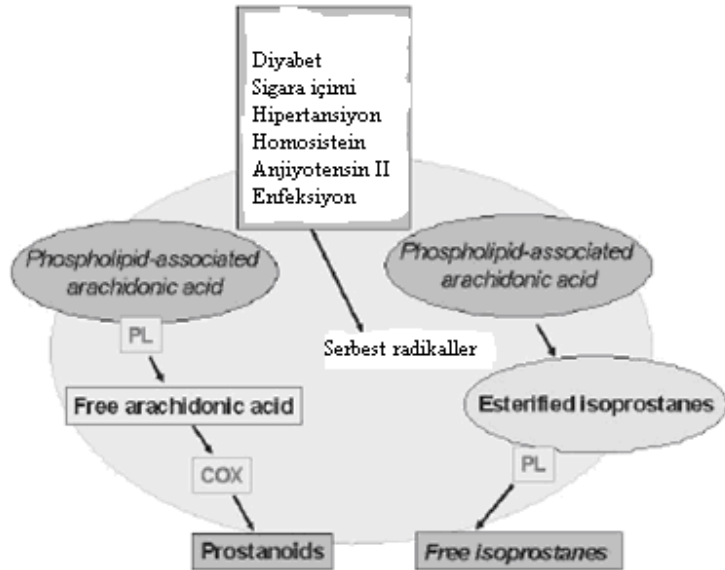 Diyabet
Sigara içimi
Hipertansiyon
Homosistein
Anjiyotensin II
Enfeksiyon
Phospholipid-associated
arachidonic acid
Phospholipid-associated
arachidonic acid
PL
Serbest radikaller
Free arachidonic acid
Esterified isoprostanes
COX
PL
Prostanoids
Free isoprostanes